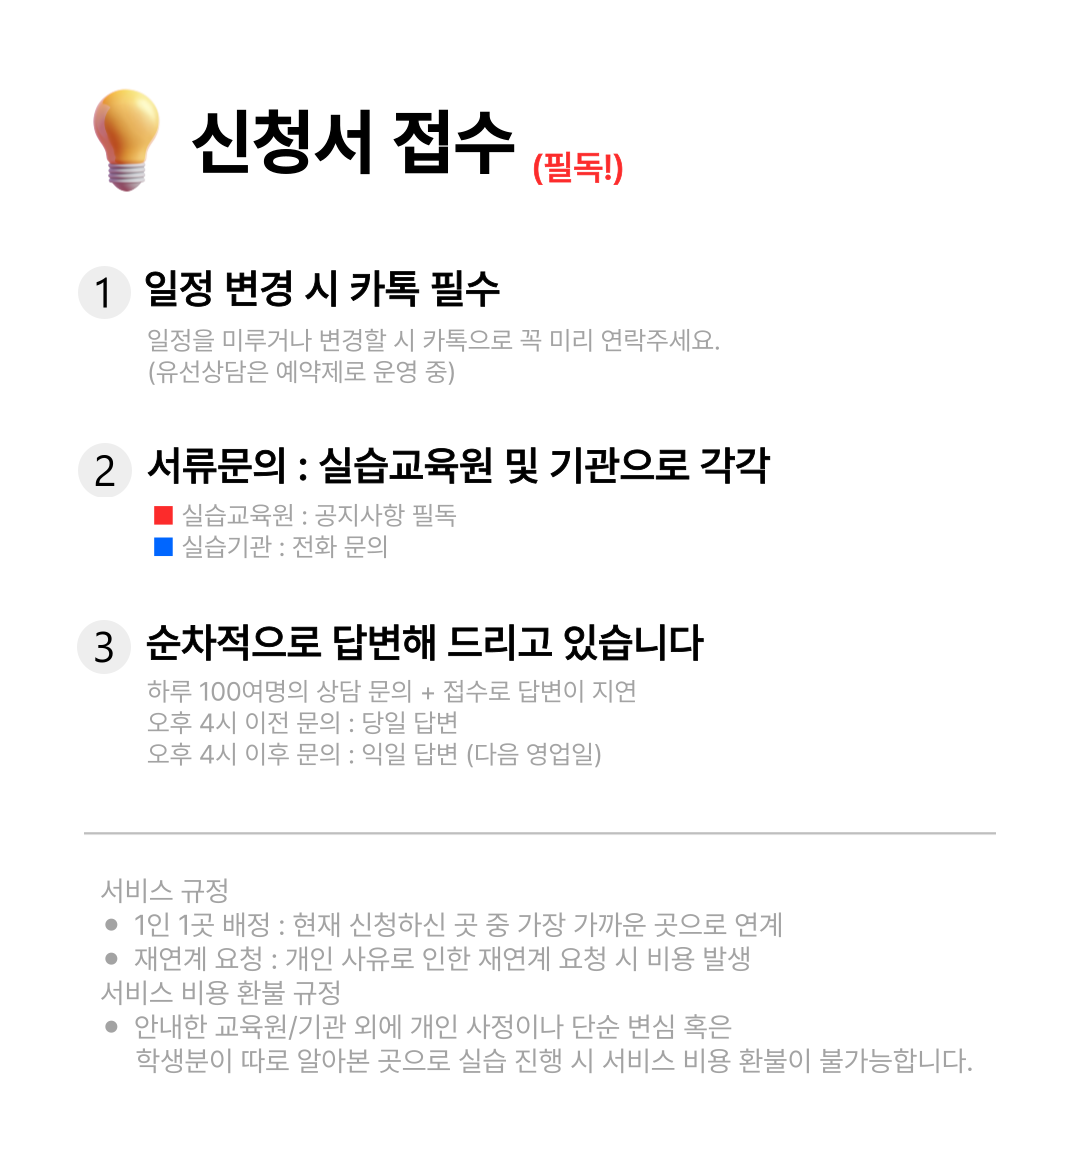 신청서 접수 (필독!)
1 일정 변경 시 카톡 필수
일정을 미루거나 변경할 시 카톡으로 꼭 미리 연락주세요.
(유선상담은 예약제로 운영 중)
2 서류문의 : 실습교육원 및 기관으로 각각
실습교육원 : 공지사항 필독
실습기관 : 전화 문의
3 순차적으로 답변해 드리고 있습니다
하루 100여명의 상담 문의 + 접수로 답변이 지연
오후 4시 이전 문의 : 당일 답변
오후 4시 이후 문의 : 익일 답변 (다음 영업일)
서비스 규정
● 1인 1곳 배정 : 현재 신청하신 곳 중 가장 가까운 곳으로 연계
● 재연계 요청 : 개인 사유로 인한 재연계 요청 시 비용 발생
서비스 비용 환불 규정
● 안내한 교육원/기관 외에 개인 사정이나 단순 변심 혹은
학생분이 따로 알아본 곳으로 실습 진행 시 서비스 비용 환불이 불가능합니다.